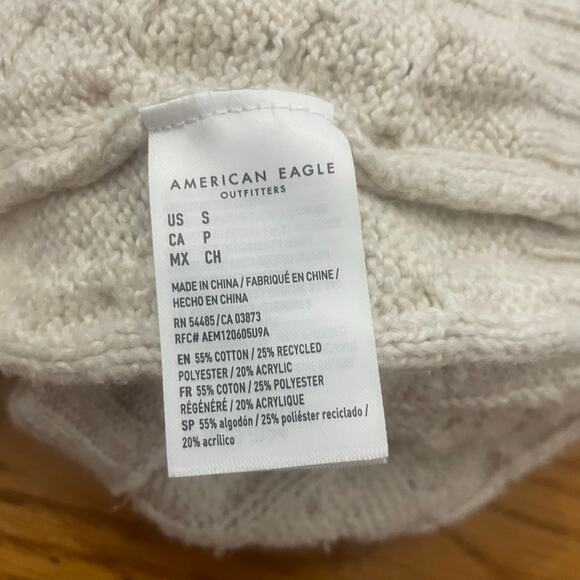 AMERICAN EAGLE
OUTFITTERS
US S
CA P
MX CH
MADE IN CHINA / FABRIQUÉ EN CHINE /
HECHO EN CHINA
RN 54485 / CA 03873
RFC# AEM120605U9A
EN 55% COTTON / 25% RECYCLED
POLYESTER / 20% ACRYLIC
FR 55% COTON / 25% POLYESTER
RÉGÉNÉRÉ / 20% ACRYLIQUE
SP 55% algodón / 25% poliéster reciclado /
20% acrílico